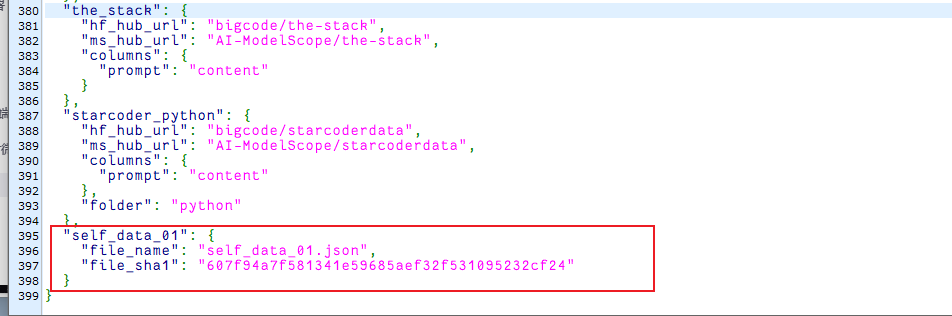 380 "the_stack": {
381 "hf_hub_url": "bigcode/the-stack",
382 "ms_hub_url": "AI-ModelScope/the-stack",
383 "columns": {
384 "prompt": "content"
385 }
386 },
387 "starcoder_python": {
388 "hf_hub_url": "bigcode/starcoderdata",
389 "ms_hub_url": "AI-ModelScope/starcoderdata",
390 "columns": {
391 "prompt": "content"
392 },
393 "folder": "python"
394 },
395 "self_data_01": {
396 "file_name": "self_data_01.json",
397 "file_sha1": "607f94a7f581341e59685aef32f531095232cf24"
398 }
399 }